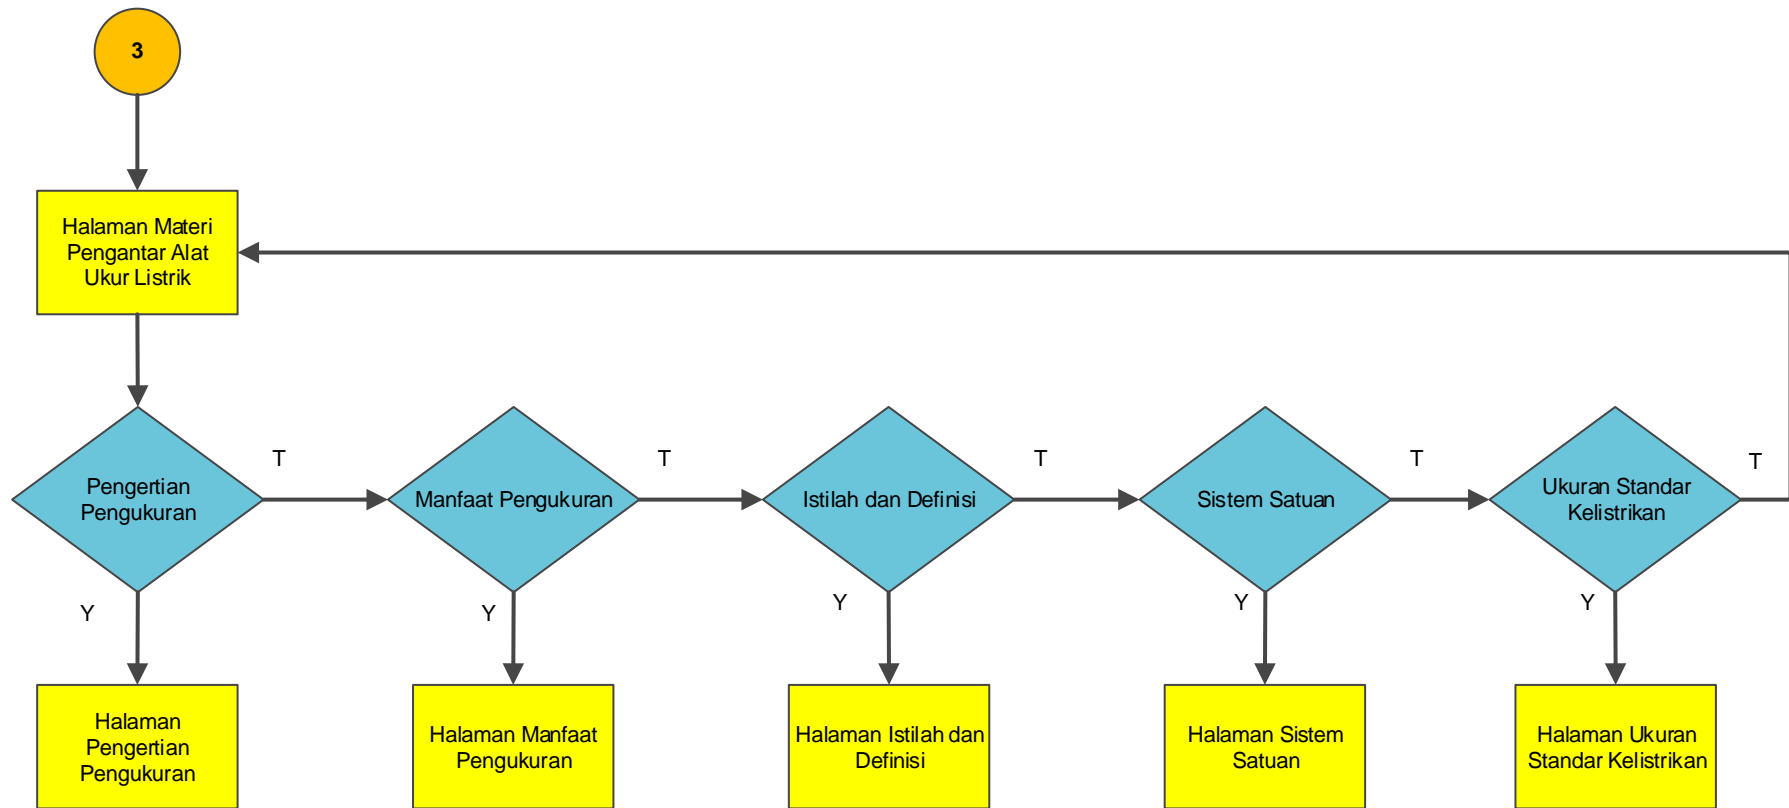 3
Halaman Materi
Pengantar Alat
Ukur Listrik
T
T
T
T
T
Pengertian
Pengukuran
Manfaat Pengukuran
Istilah dan Definisi
Sistem Satuan
Ukuran Standar
Kelistrikan
Y
Y
Y
Y
Y
Halaman
Pengertian
Pengukuran
Halaman Manfaat
Pengukuran
Halaman Istilah dan
Definisi
Halaman Sistem
Satuan
Halaman Ukuran
Standar Kelistrikan